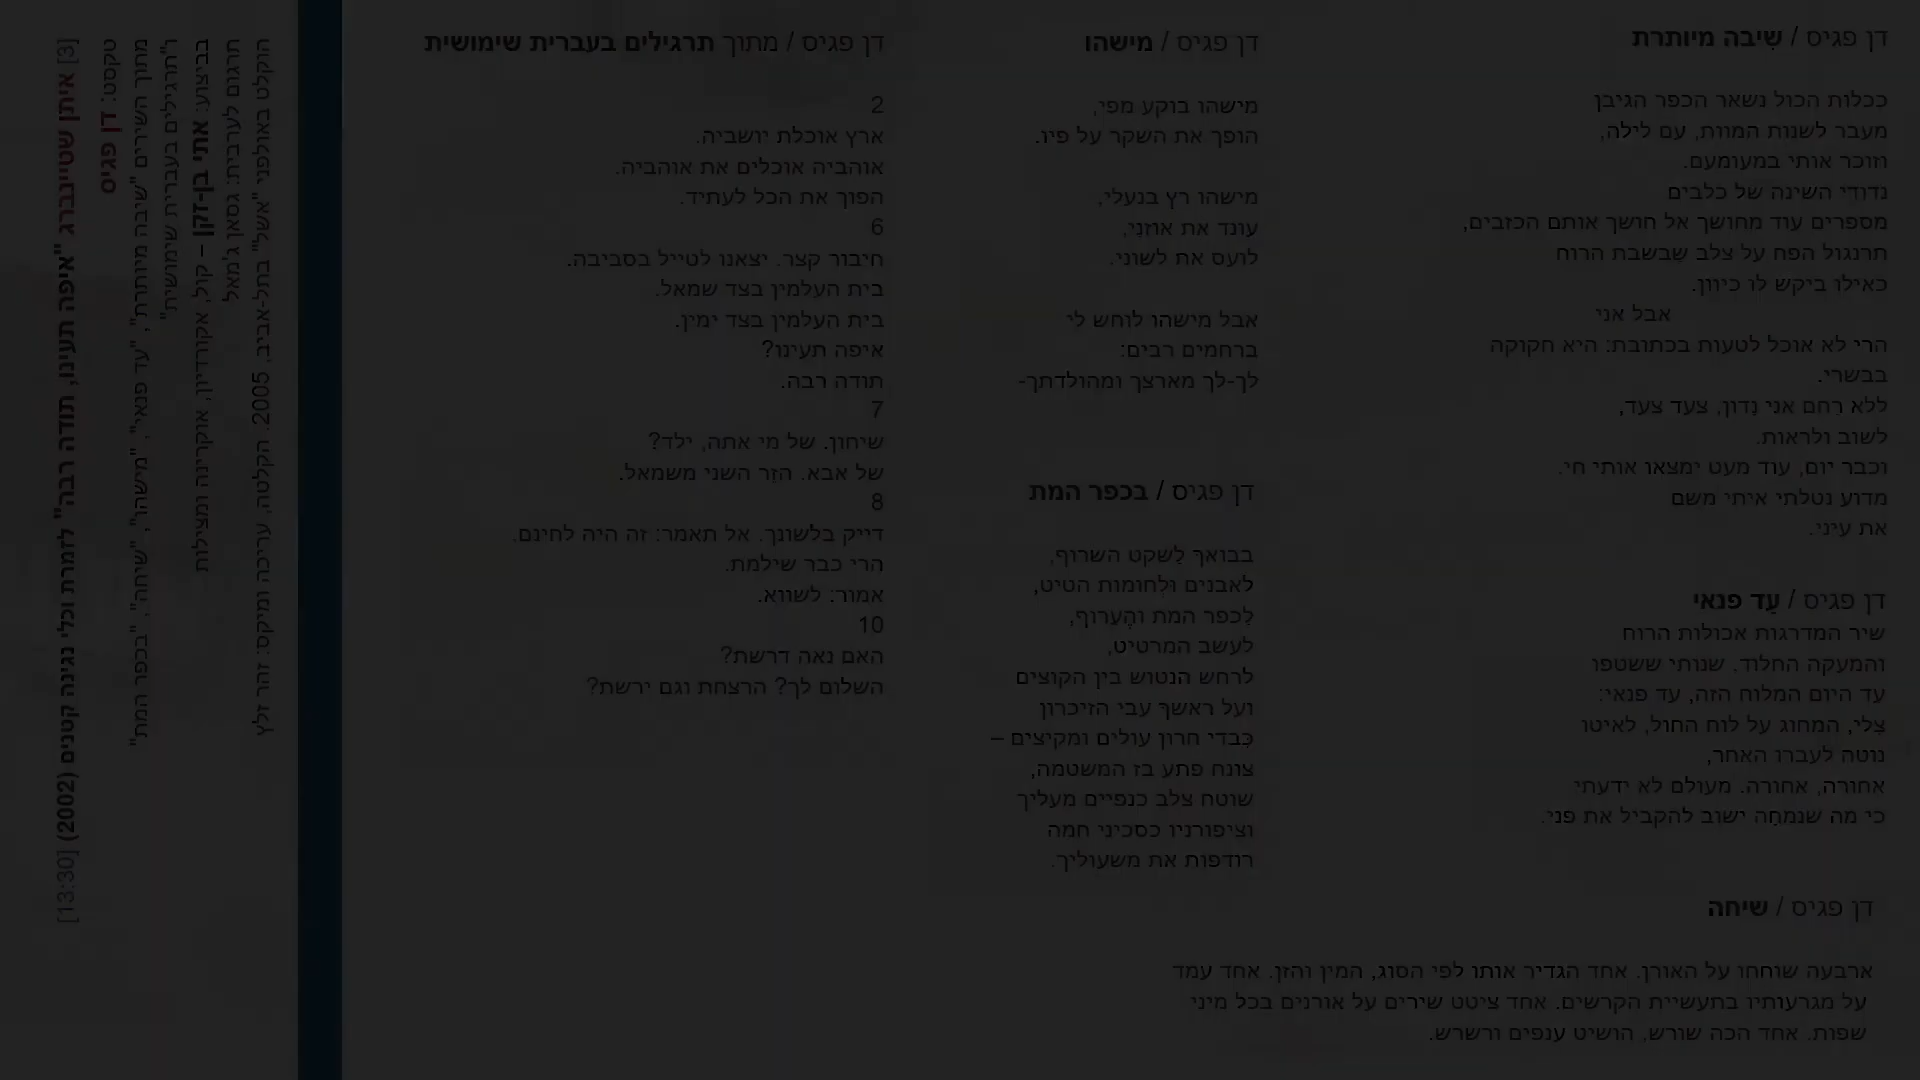 דן פגיס / שִיבה מיותרת
ככלות הכול נשאר הכפר הגיבן
מעבר לשנות המוות, עם לילה,
וזוכר אותי במעומעם.
נדודי השינה של כלבים
מספרים עוד מחושך אל חושך אותם הכזבים,
תרנגול הפח על צלב שבשבת הרוח
כאילו ביקש לו כיוון.
אבל אני
הרי לא אוכל לטעות בכתובת: היא חקוקה
בבשרי.
ללא רחם אני נדון, צעד צעד,
לשוב ולראות.
וכבר יום, עוד מעט ימצאו אותי חי.
מדוע נטלתי איתי משם
את עיני.
דן פגיס / עַד פנאי
שיר המדרגות אכולות הרוח
והמעקה החלוד, שנותי ששטפו
עד היום המלוח הזה, עד פנאי:
צִלי, המחוג על לוח החול, לאיטו
נוטה לעברו האחר,
אחורה, אחורה. מעולם לא ידעתי
כי מה שנמחָה ישוב להקביל את פני.
דן פגיס / שיחה
ארבעה שוחחו על האורן. אחד הגדיר אותו לפי הסוג, המין והזן. אחד עמד
על מגרעותיו בתעשיית הקרשים. אחד ציטט שירים על אורנים בכל מיני
שפות. אחד הכה שורש, הושיט ענפים ורשרש.
דן פגיס / מישהו
מישהו בוקע מפי,
הופך את השקר על פיו.
מישהו רץ בנעלי,
עונד את אוזנַי,
לועס את לשוני.
אבל מישהו לוחש לי
ברחמים רבים:
לך-לך מארצך ומהולדתך-
דן פגיס / בכפר המת
בבואךָ לַשקט השרוף,
לאבנים ולְחומות הטיט,
לַכפר המת והֶערוף,
לעשב המרטיט,
לרחש הנטוש בין הקוצים
ועל ראשךָ עבי הזיכרון
כִּבדי חרון עולים ומקיצים –
צונח פתע בז המשטמה,
שוטח צלב כנפיים מעליך
וציפורניו כסכיני חמה
רודפות את משעוליך.
דן פגיס / מתוך תרגילים בעברית שימושית
2
ארץ אוכלת יושביה.
אוהביה אוכלים את אוהביה.
הפוך את הכל לעתיד.
6
חיבור קצר. יצאנו לטייל בסביבה.
בית העלמין בצד שמאל.
בית העלמין בצד ימין.
איפה תעינו?
תודה רבה.
7
שיחון. של מי אתה, ילד?
של אבא. הזָר השני משמאל.
8
דייק בלשונך. אל תאמר: זה היה לחינם.
הרי כבר שילמת.
אמור: לשווא.
10
האם נאה דרשת?
השלום לך? הרצחת וגם ירשת?
[3] איתן שטיינברג "איפה תעינו, תודה רבה" לזמרת וכלי נגינה קטנים (2002) [13:30]
טקסט: דן פגיס
מתוך השירים "שיבה מיותרת", "עד פנאי", "מישהו", "שיחה", "בכפר המת"
ו"תרגילים בעברית שימושית"
בביצוע: אתי בן-זקן – קול, אקורדיון, אוקרינה ומצילות
תרגום לערבית: גסאן ג'מאל
הוקלט באולפני "אשל" בתל-אביב, 2005. הקלטה, עריכה ומיקס: זהר זלץ